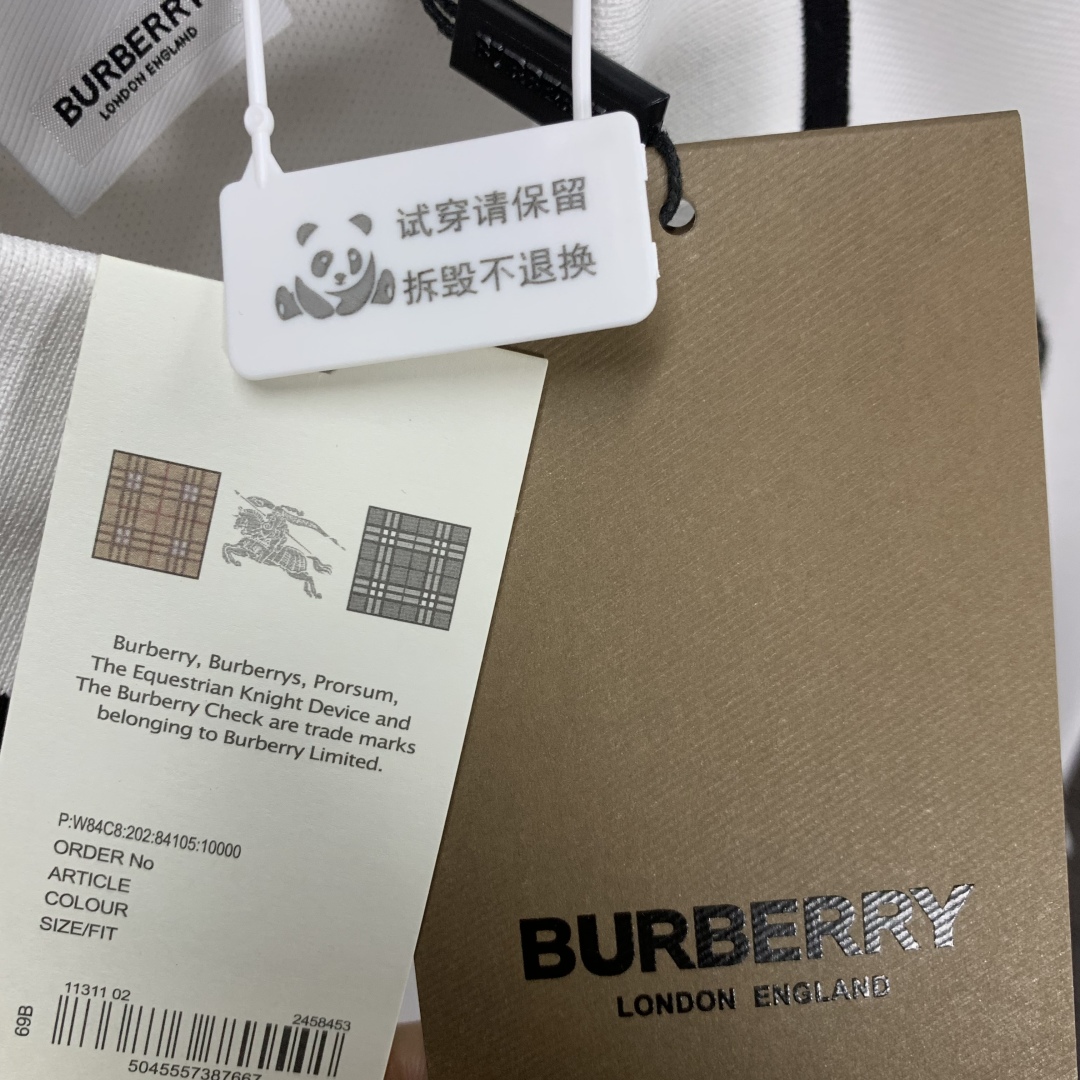 BURBERRY
LONDON ENGLAND
试穿请保留
拆毁不退换
Burberry, Burberrys, Prorsum,
The Equestrian Knight Device and
The Burberry Check are trade marks
belonging to Burberry Limited.
P:W84C8:202:84105:10000
ORDER No
ARTICLE
COLOUR
SIZE/FIT
11311 02
2458453
69B
5045557387667
BURBERRY
LONDON ENGLAND